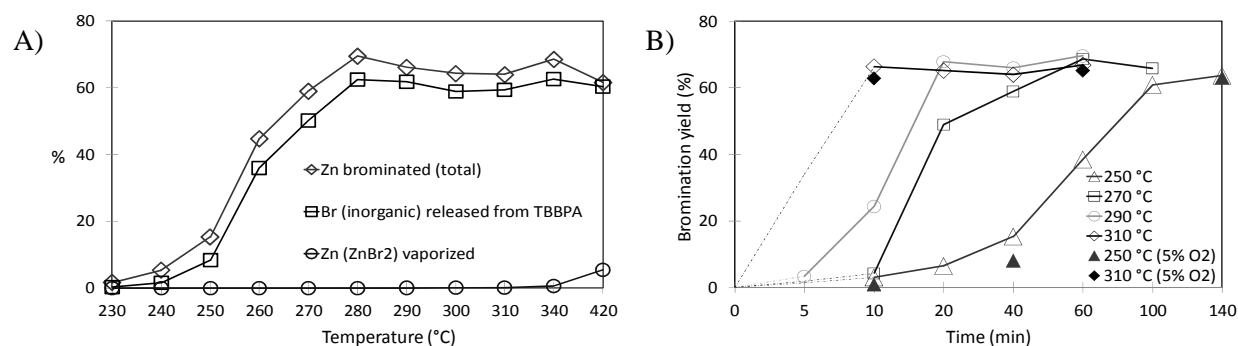 A)
80
60
%
40
20
0
Zn brominated (total)
Br (inorganic) released from TBBPA
Zn (ZnBr2) vaporized
230 240 250 260 270 280 290 300 310 340 420
Temperature (°C)
B)
Bromination yield (%)
80
60
40
20
0
250 °C
270 °C
290 °C
310 °C
250 °C (5% O2)
310 °C (5% O2)
0 5 10 20 40 60 100 140
Time (min)